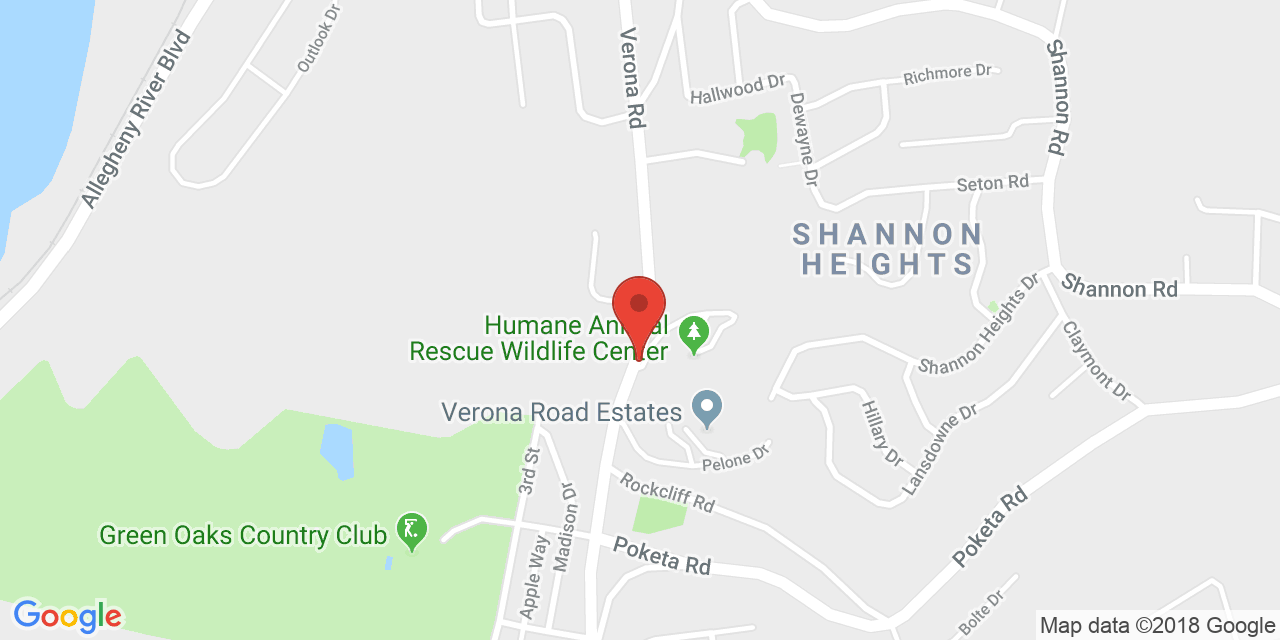 Outlook Dr
Allegheny River Blvd
Verona Rd
Hallwood Dr
Richmore Dr
Dewayne Dr
Shannon Rd
Seton Rd
SHANNON
HEIGHTS
Shannon Rd
Shannon Heights Dr
Claymont Dr
Humane Animal
Rescue Wildlife Center
Verona Road Estates
Hillary Dr
Lansdowne Dr
Pelone Dr
3rd St
Madison Dr
Rockcliff Rd
Green Oaks Country Club
Apple Way
Poketa Rd
Poketa Rd
Bolte Dr
Google
Map data ©2018 Google